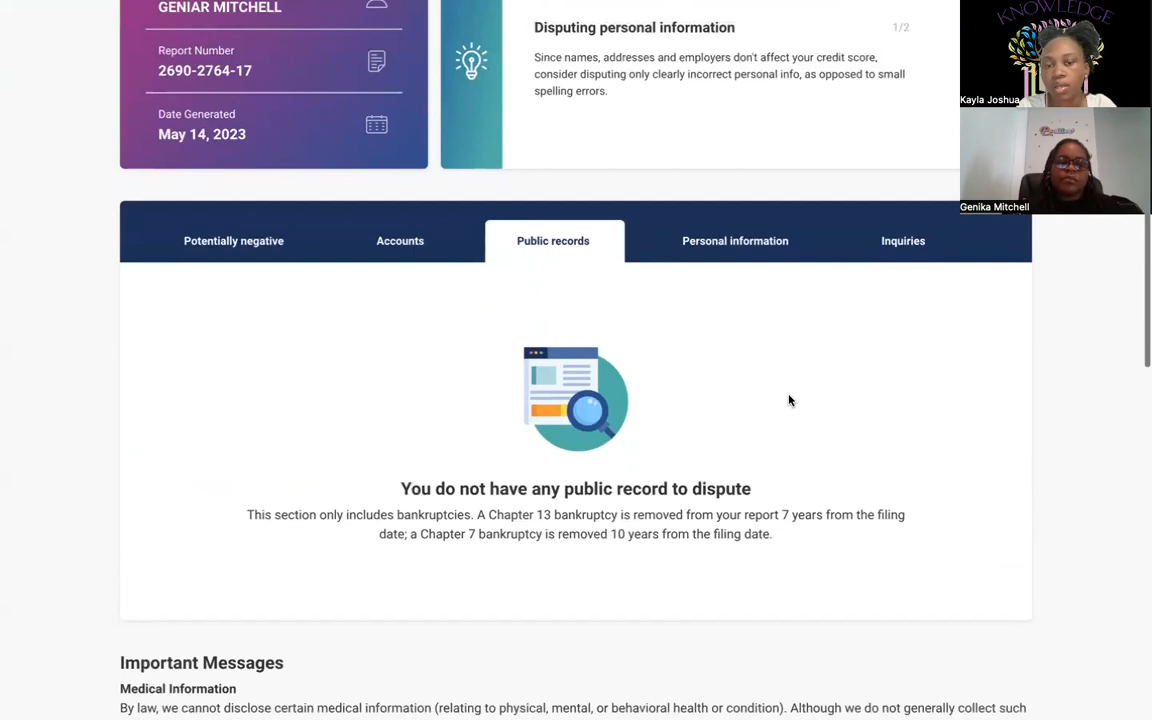 GENIAR MITCHELL
Report Number
2690-2764-17
Date Generated
May 14, 2023
Disputing personal information
1/2
Since names, addresses and employers don't affect your credit score,
consider disputing only clearly incorrect personal info, as opposed to small
spelling errors.
KNOWLEDGE
Kayla Joshua
Genika Mitchell
Potentially negative
Accounts
Public records
Personal information
Inquiries
You do not have any public record to dispute
This section only includes bankruptcies. A Chapter 13 bankruptcy is removed from your report 7 years from the filing
date; a Chapter 7 bankruptcy is removed 10 years from the filing date.
Important Messages
Medical Information
By law, we cannot disclose certain medical information (relating to physical, mental, or behavioral health or condition). Although we do not generally collect such